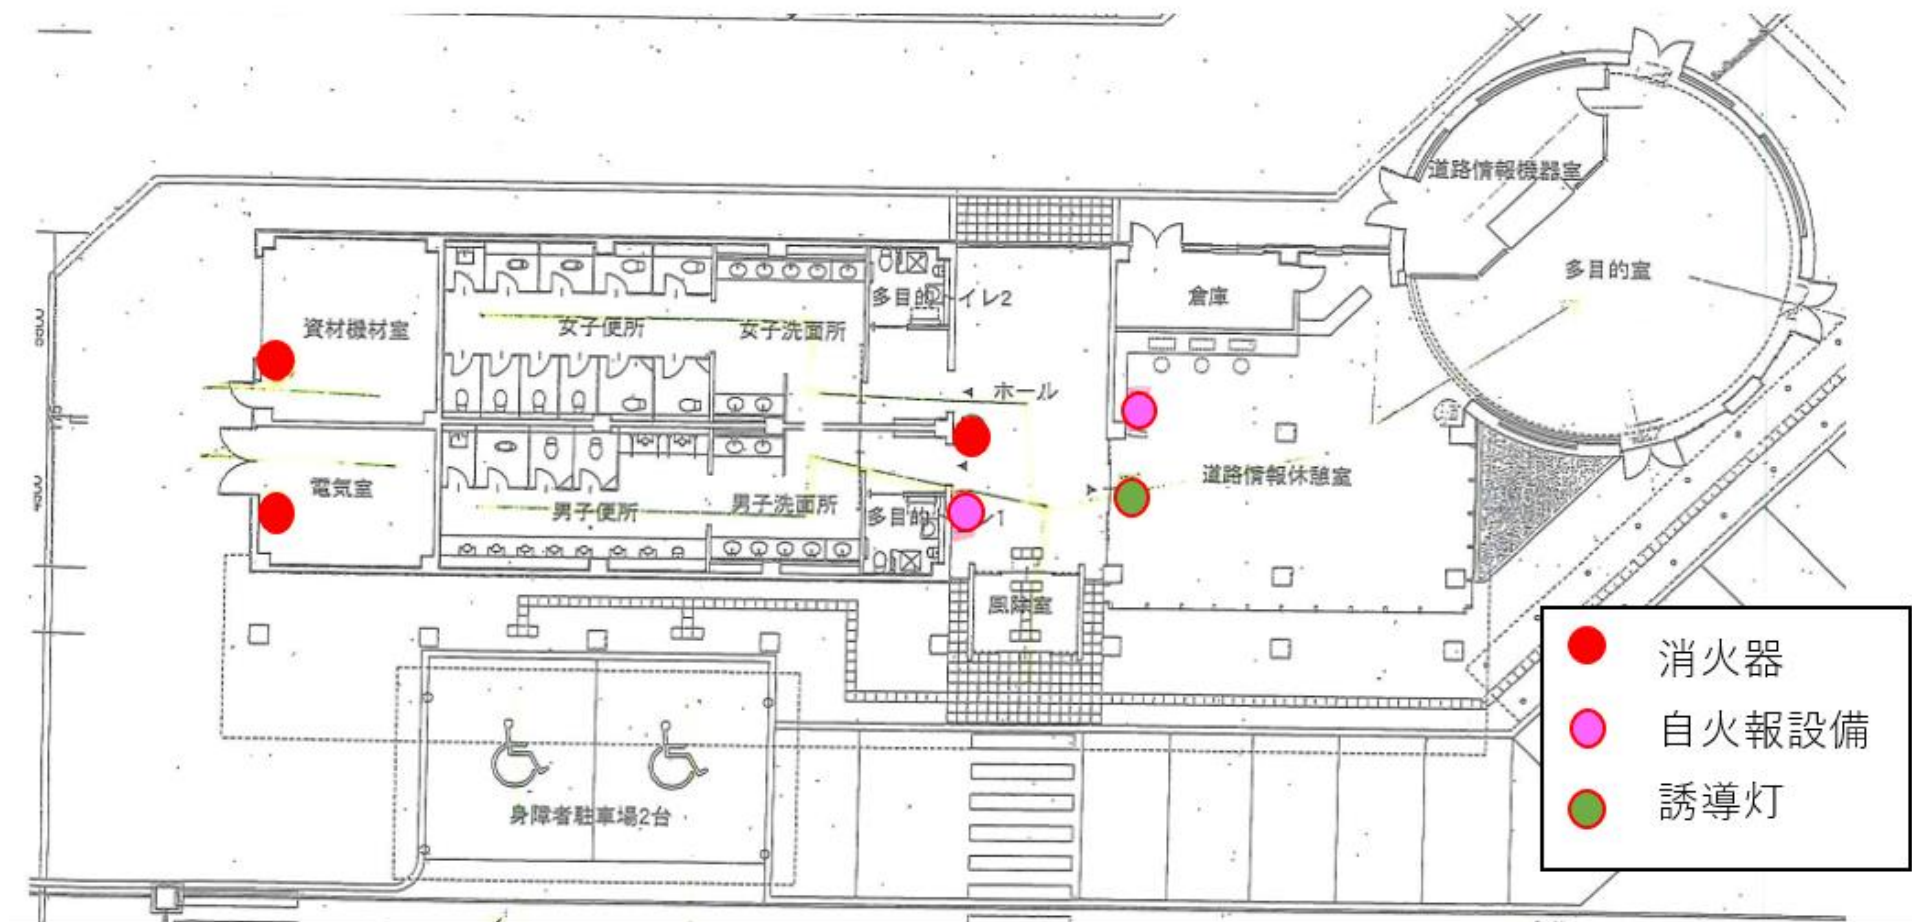 道路情報機器室
多目的室
倉庫
多目的トイレ2
資材機材室
女子便所
女子洗面所
ホール
道路情報休憩室
電気室
男子便所
男子洗面所
多目的トイレ1
風除室
身障者駐車場2台
消火器
自火報設備
誘導灯